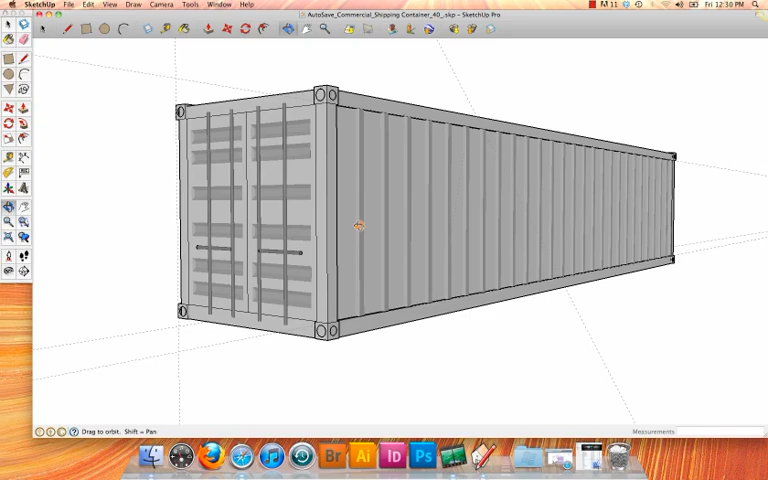 SketchUp File Edit View Draw Camera Tools Window Help
11 Fri 12:30 PM
AutoSave_Commercial_Shipping Container_40_.skp – SketchUp Pro
Drag to orbit. Shift = Pan
Measurements
Br Ai Id Ps